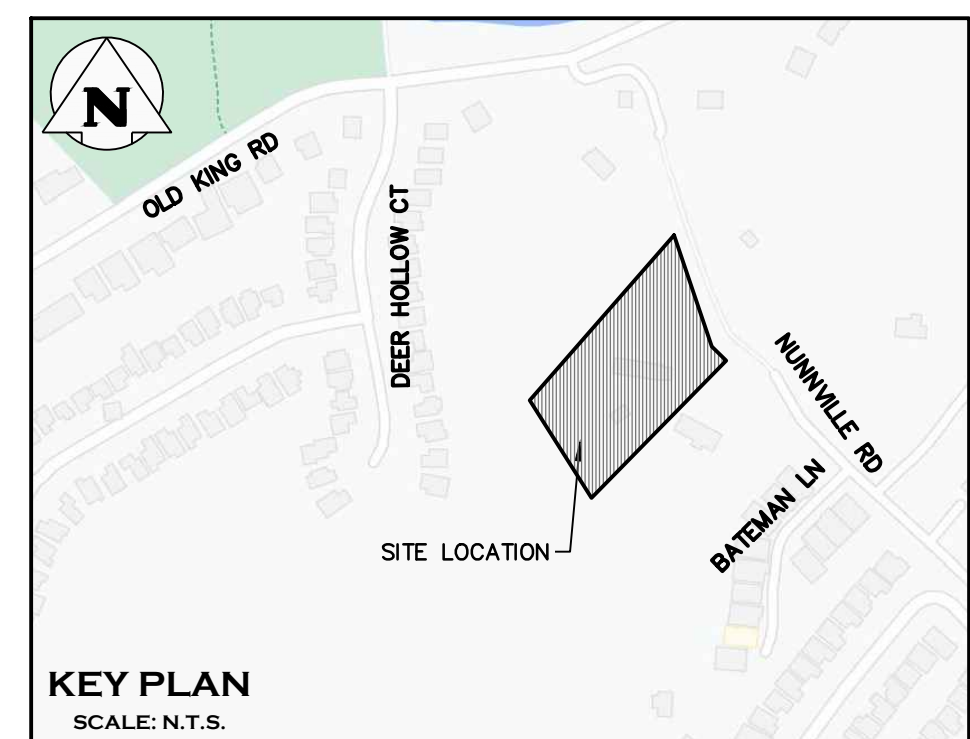 N
OLD KING RD
DEER HOLLOW CT
NUNNVILLE RD
BATEMAN LN
SITE LOCATION
KEY PLAN
SCALE: N.T.S.